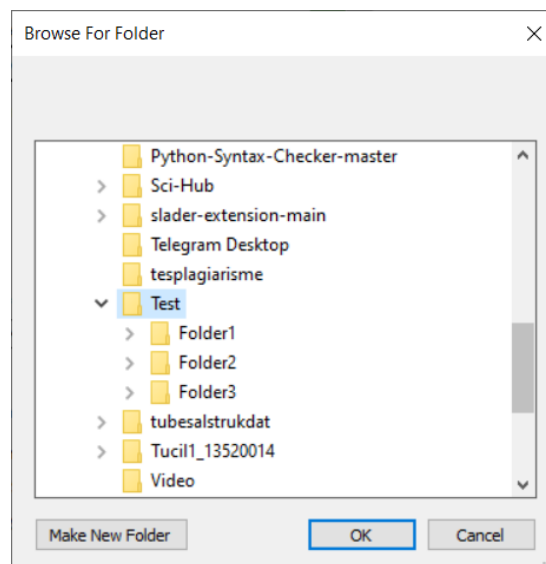 Browse For Folder
Python-Syntax-Checker-master
Sci-Hub
slader-extension-main
Telegram Desktop
tesplagiarisme
Test
Folder1
Folder2
Folder3
tubesalstrukdat
Tucil1_13520014
Video
Make New Folder OK Cancel